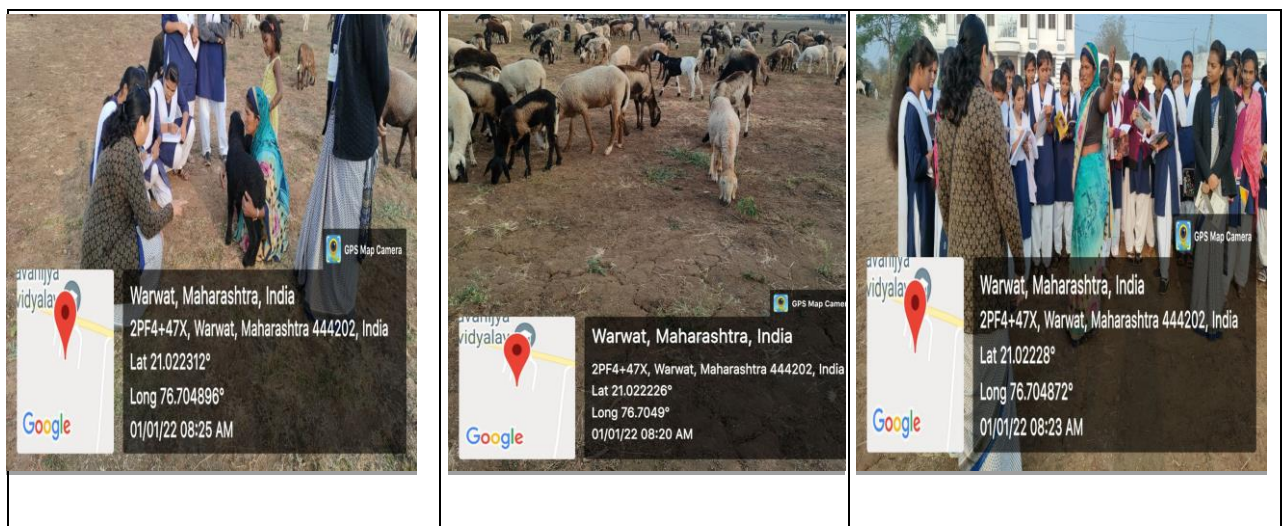 GPS Map Camera
avanijya
vidyalay
Google
Warwat, Maharashtra, India
2PF4+47X, Warwat, Maharashtra 444202, India
Lat 21.022312°
Long 76.704896°
01/01/22 08:25 AM
GPS Map Camera
vidyalay
Google
Warwat, Maharashtra, India
2PF4+47X, Warwat, Maharashtra 444202, India
Lat 21.022226°
Long 76.7049°
01/01/22 08:20 AM
GPS Map Camera
vidyalay
Google
Warwat, Maharashtra, India
2PF4+47X, Warwat, Maharashtra 444202, India
Lat 21.02228°
Long 76.704872°
01/01/22 08:23 AM